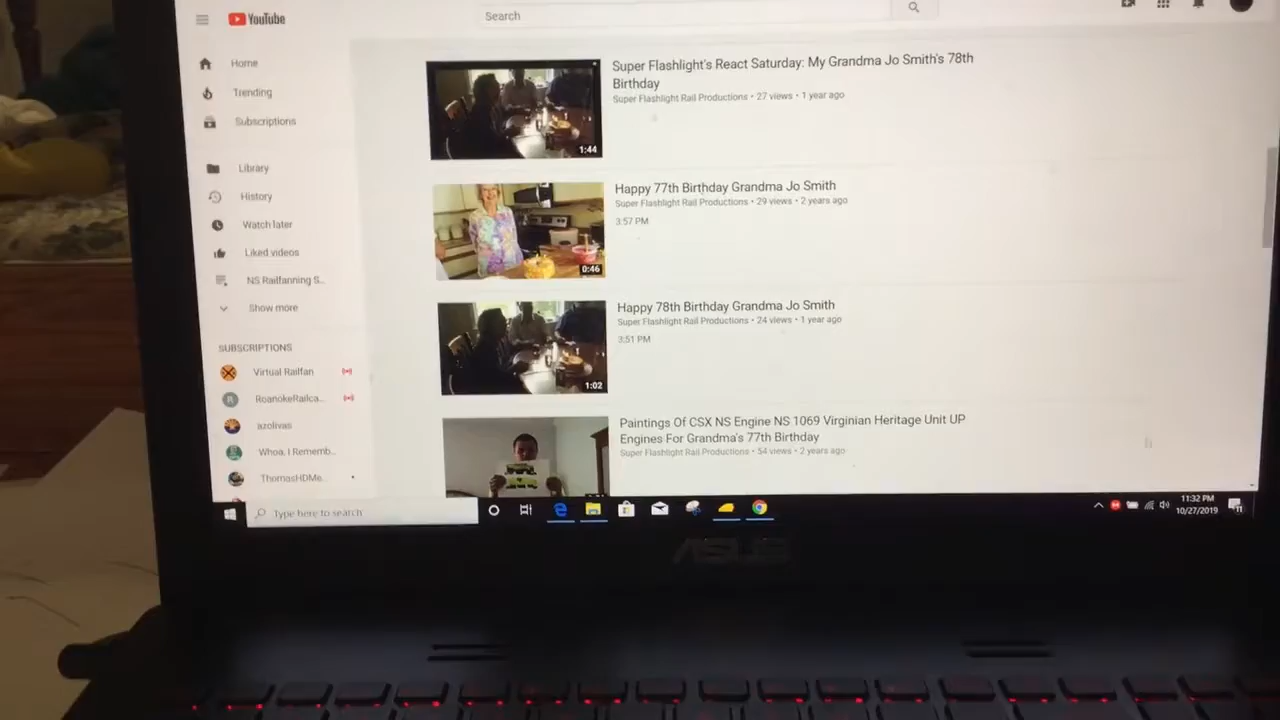 YouTube
Search
Home
Trending
Subscriptions
Library
History
Watch later
Liked videos
NS Railfanning S...
Show more
SUBSCRIPTIONS
Virtual Railfan
RoanokeRailca...
azolivas
Whoa, I Rememb...
ThomasHDMe...
Super Flashlight's React Saturday: My Grandma Jo Smith's 78th
Birthday
Super Flashlight Rail Productions • 27 views • 1 year ago
1:44
Happy 77th Birthday Grandma Jo Smith
Super Flashlight Rail Productions • 29 views • 2 years ago
3:57 PM
0:46
Happy 78th Birthday Grandma Jo Smith
Super Flashlight Rail Productions • 24 views • 1 year ago
3:51 PM
1:02
Paintings Of CSX NS Engine NS 1069 Virginian Heritage Unit UP
Engines For Grandma's 77th Birthday
Super Flashlight Rail Productions • 54 views • 2 years ago
Type here to search
11:32 PM
10/27/2019
ASUS